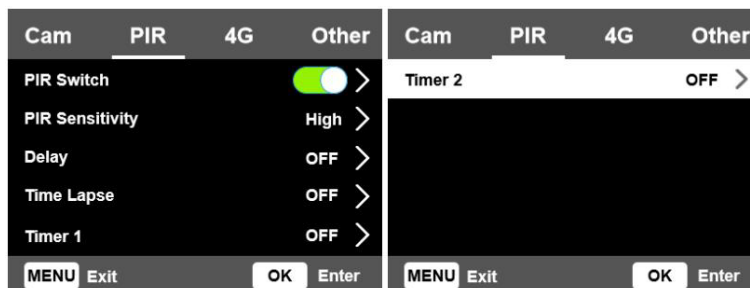 Cam PIR 4G Other
PIR Switch
PIR Sensitivity High
Delay OFF
Time Lapse OFF
Timer 1 OFF
MENU Exit OK Enter
Cam PIR 4G Other
Timer 2 OFF
MENU Exit OK Enter